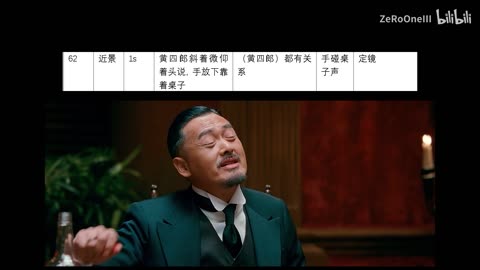 ZeRoOneIII bilibili
62 近景 1s 黄四郎斜着微仰 （黄四郎）都有关 手碰桌 定镜
着头说，手放下靠 系 子声
着桌子